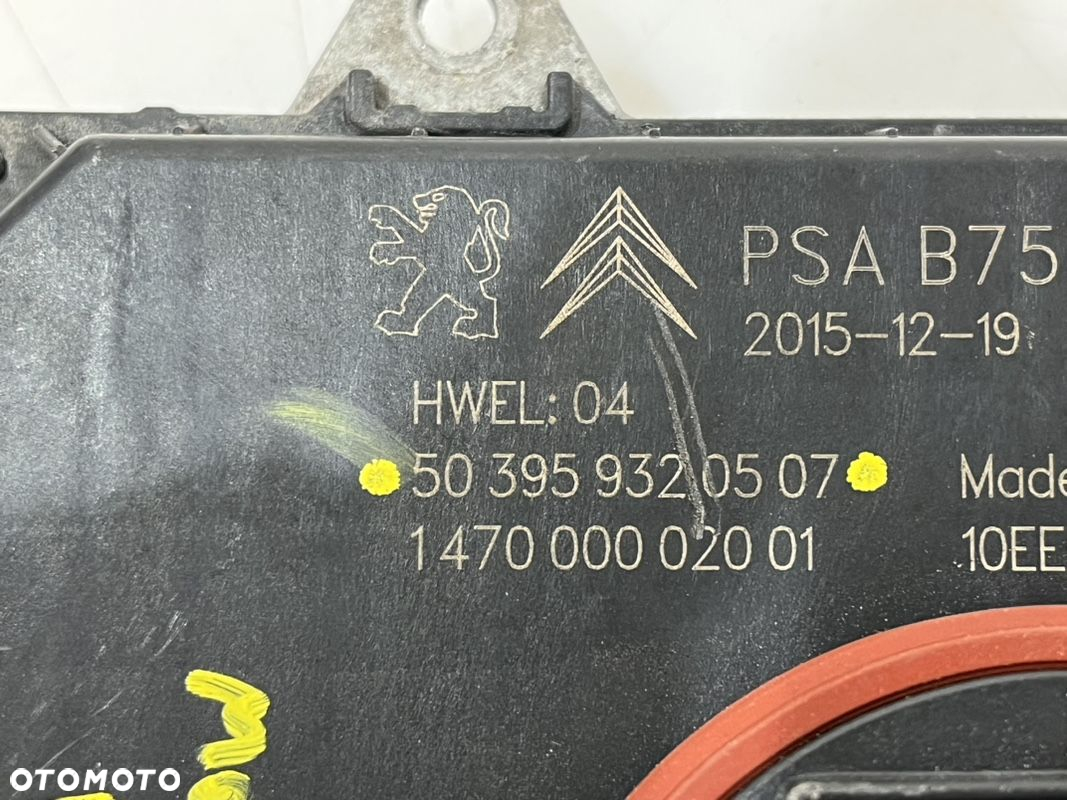 PSA B75
2015-12-19
HWEL: 04
50 395 932 05 07
Made
1 470 000 020 01
10EE
OTOMOTO